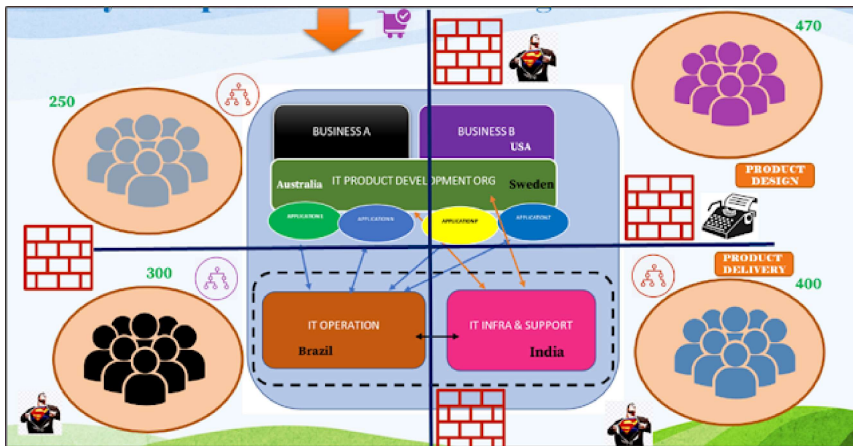 470
250
BUSINESS A
BUSINESS B
USA
IT PRODUCT DEVELOPMENT ORG
Australia
Sweden
PRODUCT
DESIGN
PRODUCT
DELIVERY
300
400
IT OPERATION
Brazil
IT INFRA & SUPPORT
India